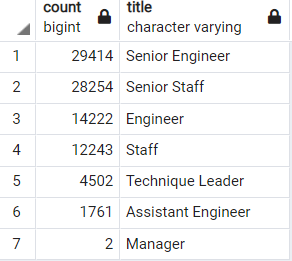 count title
bigint character varying
1 29414 Senior Engineer
2 28254 Senior Staff
3 14222 Engineer
4 12243 Staff
5 4502 Technique Leader
6 1761 Assistant Engineer
7 2 Manager